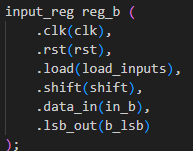 input_reg reg_b (
    .clk(clk),
    .rst(rst),
    .load(load_inputs),
    .shift(shift),
    .data_in(in_b),
    .lsb_out(b_lsb)
);